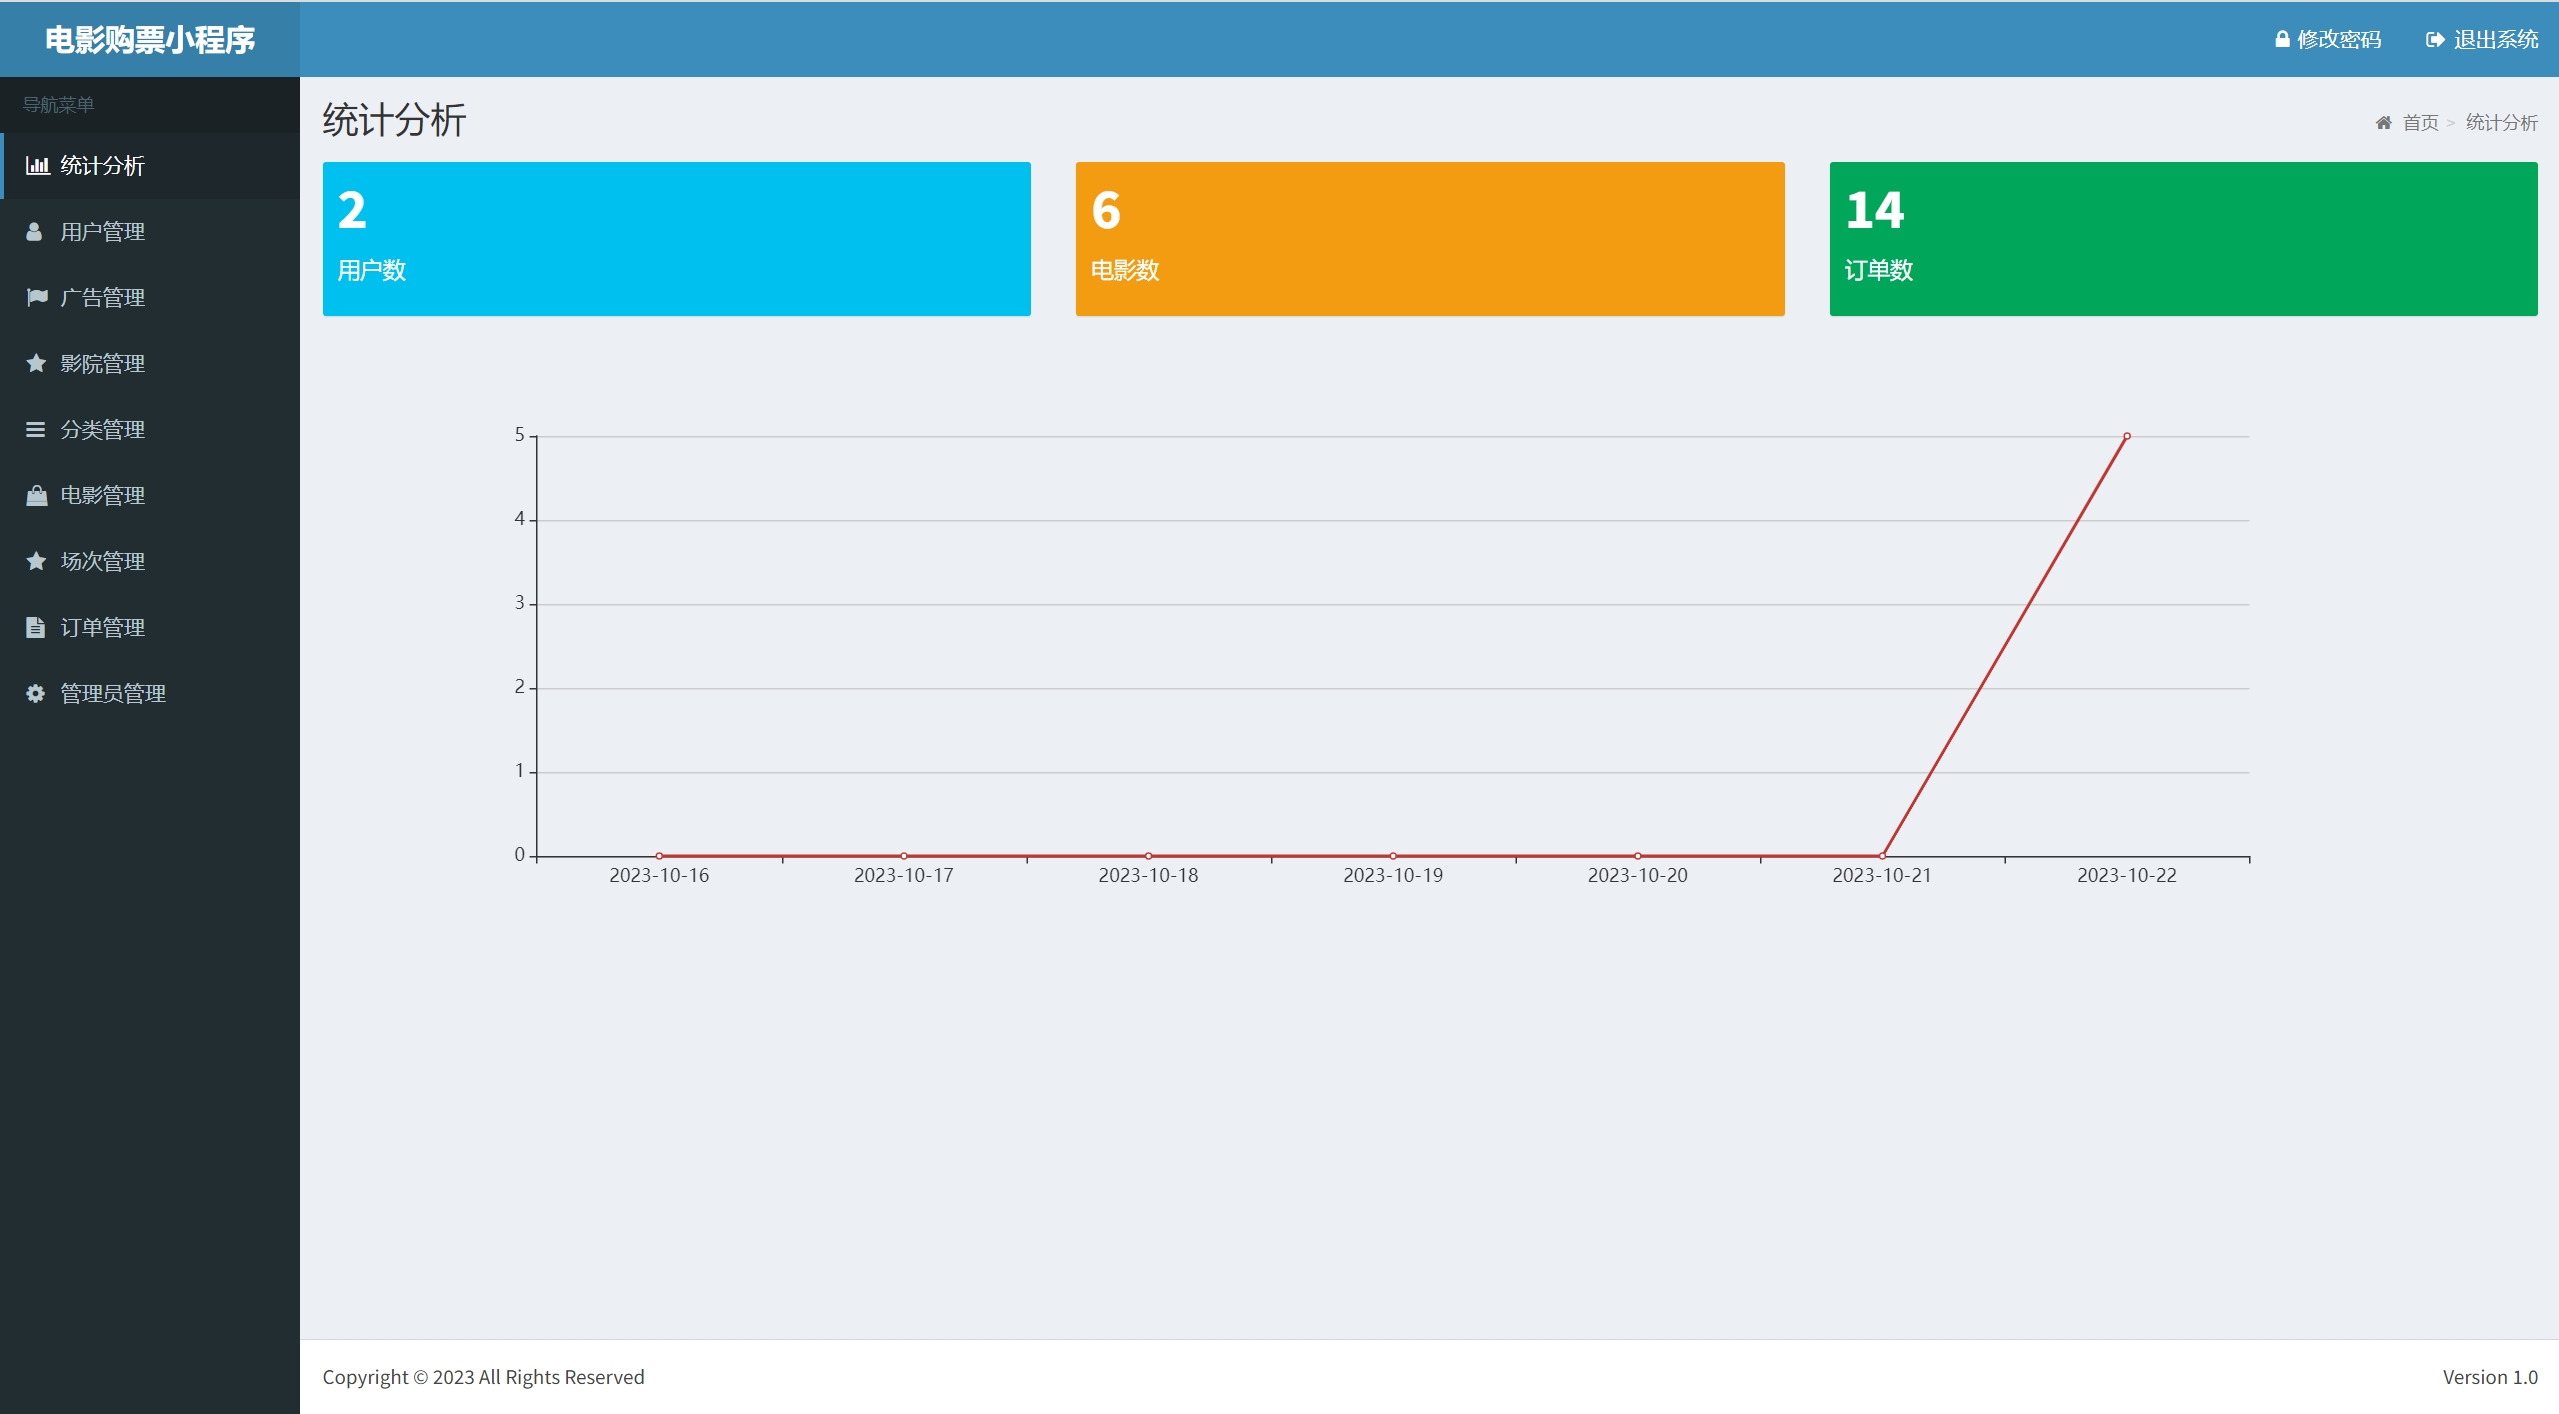 电影购票小程序
修改密码
退出系统
导航菜单
统计分析
用户管理
广告管理
影院管理
分类管理
电影管理
场次管理
订单管理
管理员管理
统计分析
首页 > 统计分析
2
用户数
6
电影数
14
订单数
5
4
3
2
1
0
2023-10-16
2023-10-17
2023-10-18
2023-10-19
2023-10-20
2023-10-21
2023-10-22
Copyright © 2023 All Rights Reserved
Version 1.0